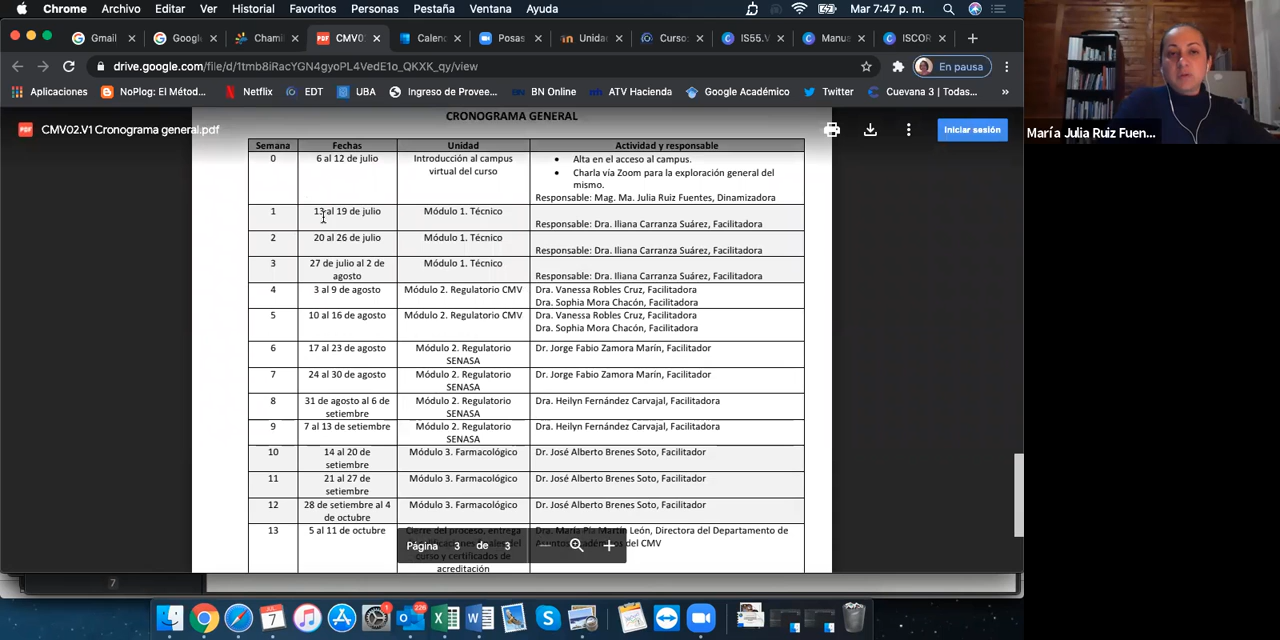 Chrome Archivo Editar Ver Historial Favoritos Personas Pestaña Ventana Ayuda Mar 7:47 p. m.
Gmail Google Chamil CMV02 Calenc Posas Unidad Curso: IS55.V Manua ISCOR
drive.google.com/file/d/1tmb8iRacYGN4gyoPL4VedE1o_QKXK_qy/view En pausa
Aplicaciones NoPlog: El Métod... Netflix EDT UBA Ingreso de Provee... BN Online ATV Hacienda Google Académico Twitter Cuevana 3 | Todas... »
CMV02.V1 Cronograma general.pdf Iniciar sesión
María Julia Ruiz Fuen...
CRONOGRAMA GENERAL
Semana Fechas Unidad Actividad y responsable
0 6 al 12 de julio Introducción al campus • Alta en el acceso al campus.
virtual del curso • Charla vía Zoom para la exploración general del
mismo.
Responsable: Mag. Ma. Julia Ruiz Fuentes, Dinamizadora
1 13 al 19 de julio Módulo 1. Técnico
Responsable: Dra. Iliana Carranza Suárez, Facilitadora
2 20 al 26 de julio Módulo 1. Técnico
Responsable: Dra. Iliana Carranza Suárez, Facilitadora
3 27 de julio al 2 de Módulo 1. Técnico
agosto Responsable: Dra. Iliana Carranza Suárez, Facilitadora
4 3 al 9 de agosto Módulo 2. Regulatorio CMV Dra. Vanessa Robles Cruz, Facilitadora
Dra. Sophia Mora Chacón, Facilitadora
5 10 al 16 de agosto Módulo 2. Regulatorio CMV Dra. Vanessa Robles Cruz, Facilitadora
Dra. Sophia Mora Chacón, Facilitadora
6 17 al 23 de agosto Módulo 2. Regulatorio Dr. Jorge Fabio Zamora Marín, Facilitador
SENASA
7 24 al 30 de agosto Módulo 2. Regulatorio Dr. Jorge Fabio Zamora Marín, Facilitador
SENASA
8 31 de agosto al 6 de Módulo 2. Regulatorio Dra. Heilyn Fernández Carvajal, Facilitadora
setiembre SENASA
9 7 al 13 de setiembre Módulo 2. Regulatorio Dra. Heilyn Fernández Carvajal, Facilitadora
SENASA
10 14 al 20 de Módulo 3. Farmacológico Dr. José Alberto Brenes Soto, Facilitador
setiembre
11 21 al 27 de Módulo 3. Farmacológico Dr. José Alberto Brenes Soto, Facilitador
setiembre
12 28 de setiembre al 4 Módulo 3. Farmacológico Dr. José Alberto Brenes Soto, Facilitador
de octubre
13 5 al 11 de octubre Cierre del proceso, entrega Dra. María Pía Martín León, Directora del Departamento de
del CMV
curso y certificados de
acreditación
Página 3 de 3
7
7